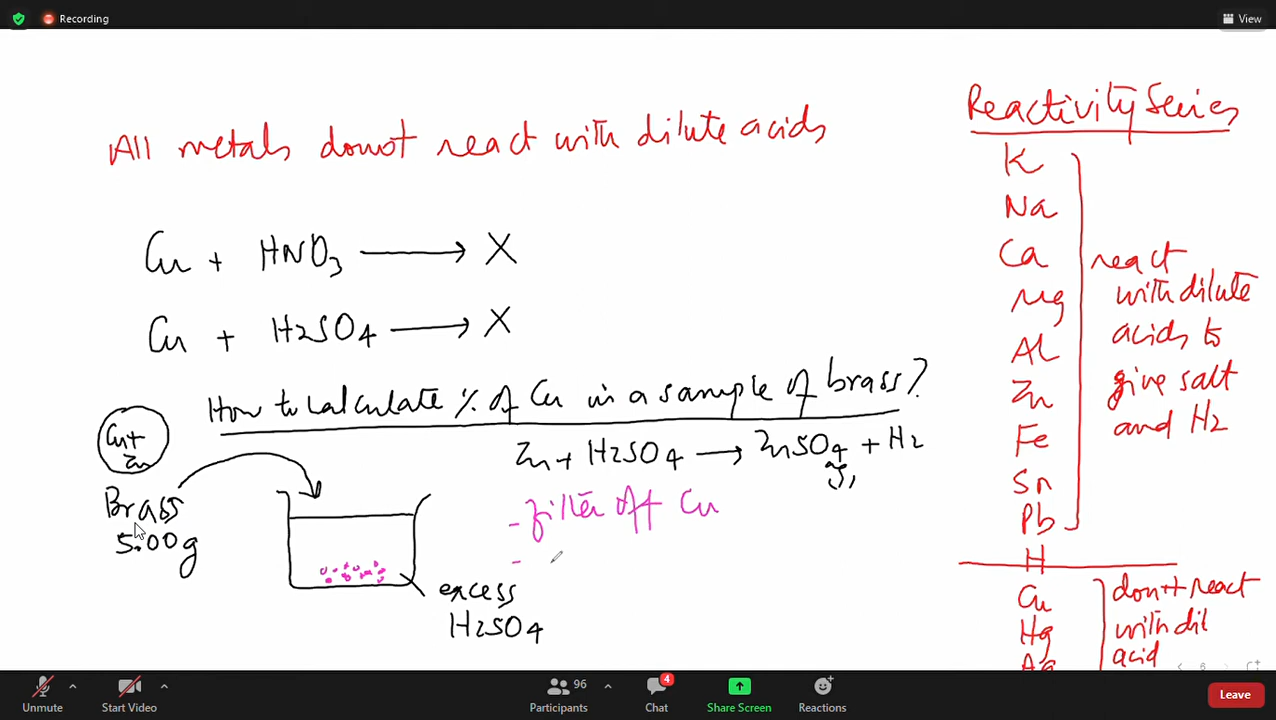 Recording
View
All metals donot react with dilute acids
Cu + HNO3 ⟶ X
Cu + H2SO4 ⟶ X
How to calculate % of Cu in a sample of brass?
Cu+
Zn
Brass
5.00g
Zn + H2SO4 ⟶ ZnSO4 + H2
- filter off Cu
-
excess
H2SO4
Reactivity Series
K
Na
Ca
Mg
Al
Zn
Fe
Sn
Pb
react
with dilute
acids to
give salt
and H2
H
Cu
Hg
Ag
don't react
with dil
acid
6
Unmute
Start Video
96
Participants
4
Chat
Share Screen
Reactions
Leave